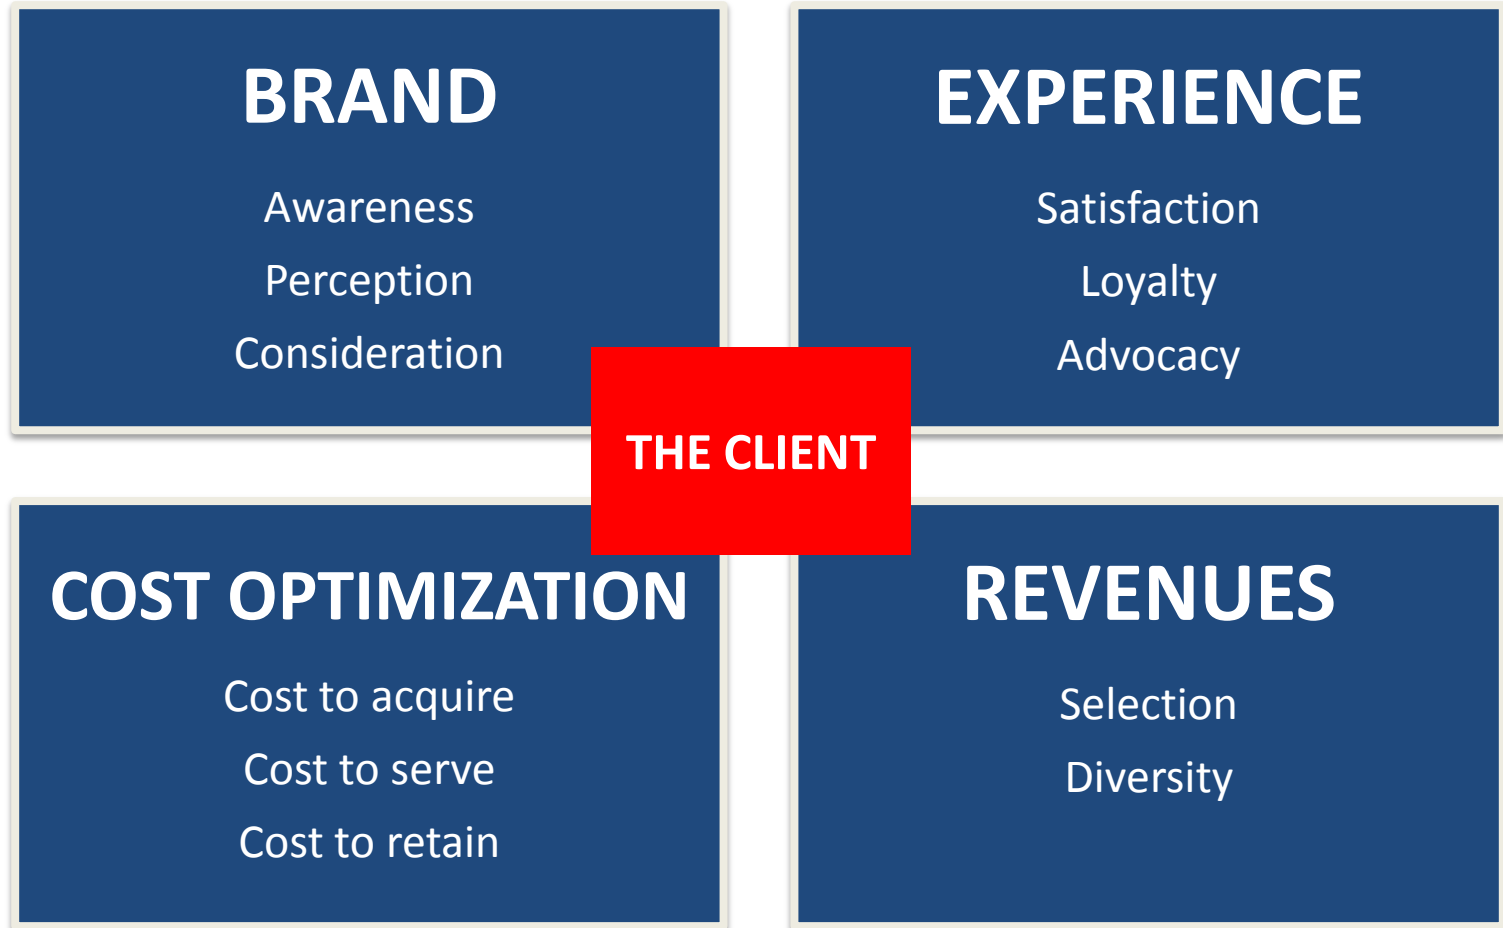 BRAND
Awareness
Perception
Consideration
EXPERIENCE
Satisfaction
Loyalty
Advocacy
THE CLIENT
COST OPTIMIZATION
Cost to acquire
Cost to serve
Cost to retain
REVENUES
Selection
Diversity